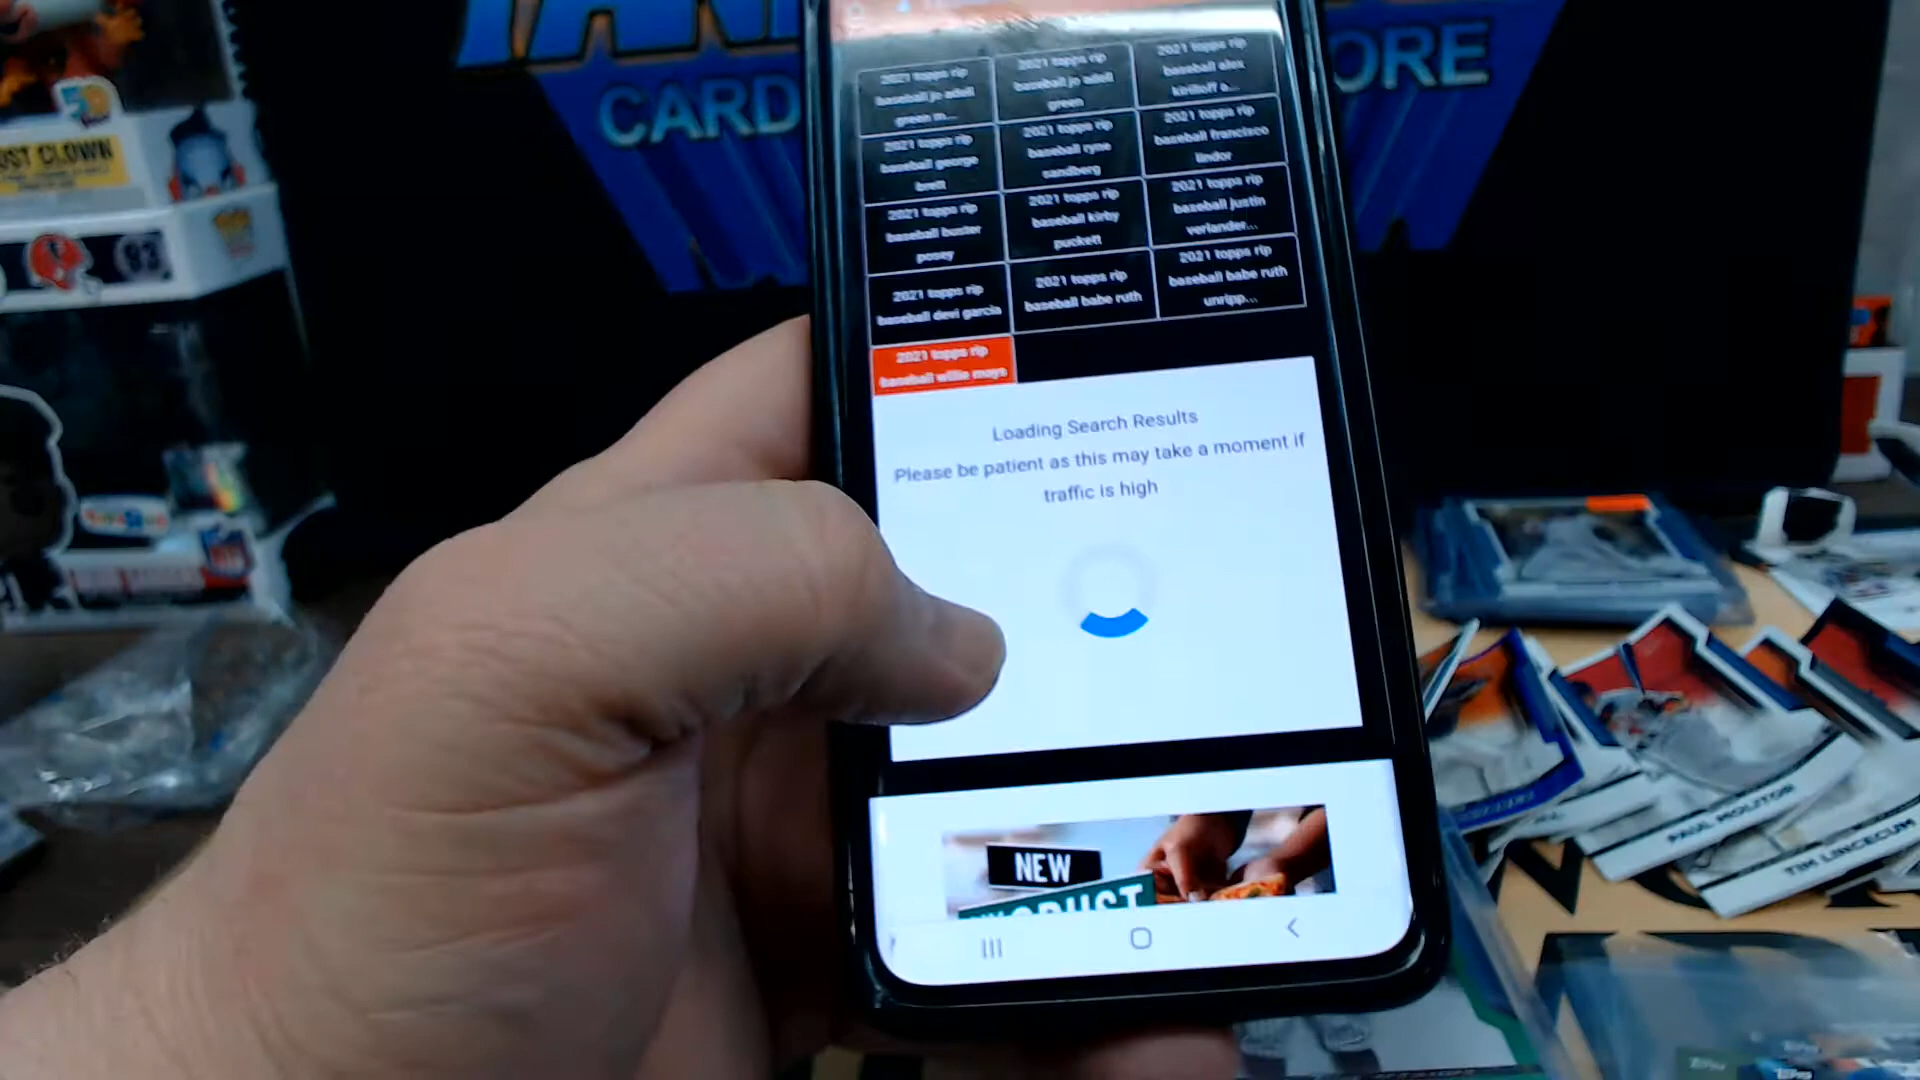 CARD
ORE
2021 topps rip
baseball jo adell
green m...
2021 topps rip
baseball jo adell
green
2021 topps rip
baseball alex
kirilloff a...
2021 topps rip
baseball george
brett
2021 topps rip
baseball ryne
sandberg
2021 topps rip
baseball francisco
lindor
2021 topps rip
baseball buster
posey
2021 topps rip
baseball kirby
puckett
2021 topps rip
baseball justin
verlander...
2021 topps rip
baseball devi garcia
2021 topps rip
baseball babe ruth
2021 topps rip
baseball babe ruth
unripp...
2021 topps rip
baseball willie mays
Loading Search Results
Please be patient as this may take a moment if
traffic is high
NEW
CRUST
UST CLOWN
93
PAUL MOLITOR
TIM LINCECUM